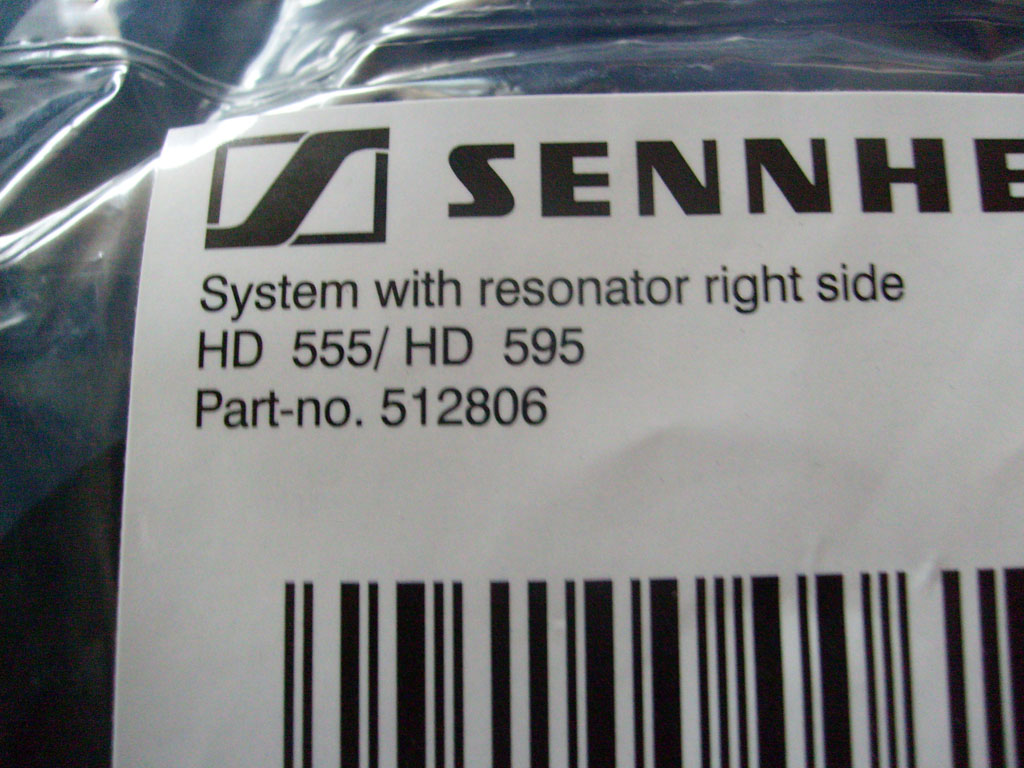 SENNHE
System with resonator right side
HD 555/ HD 595
Part-no. 512806